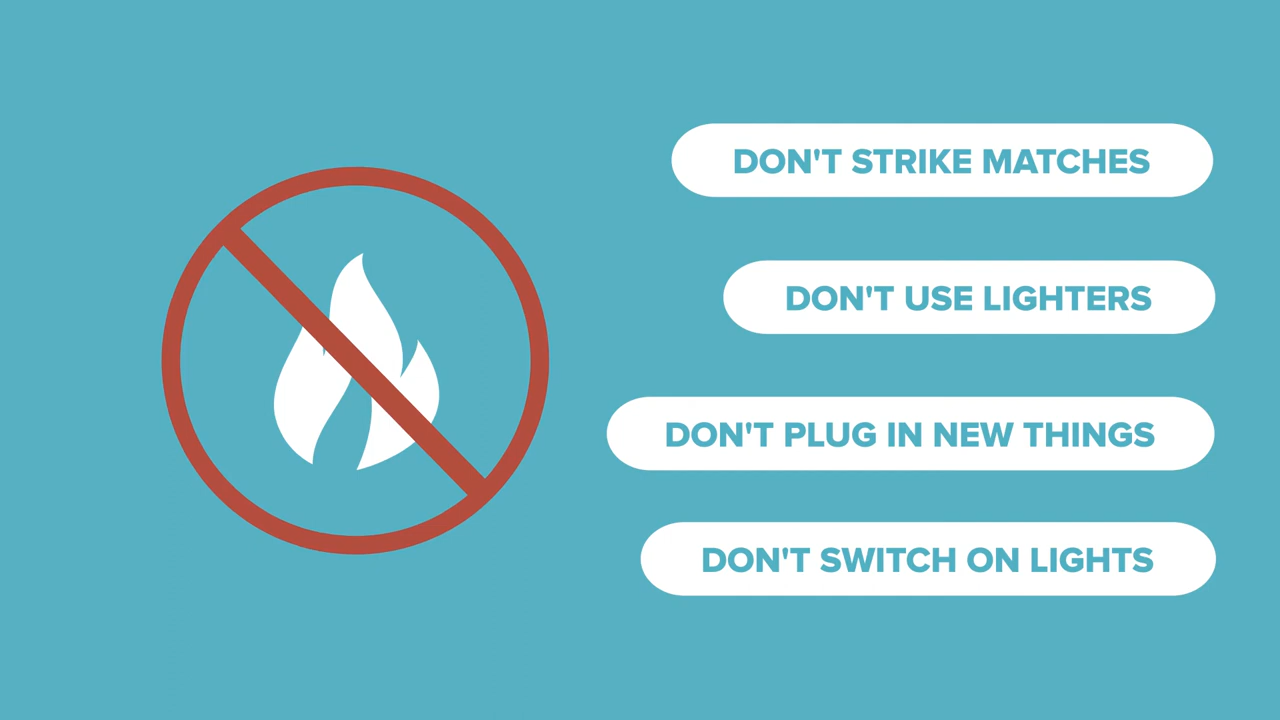 DON'T STRIKE MATCHES
DON'T USE LIGHTERS
DON'T PLUG IN NEW THINGS
DON'T SWITCH ON LIGHTS